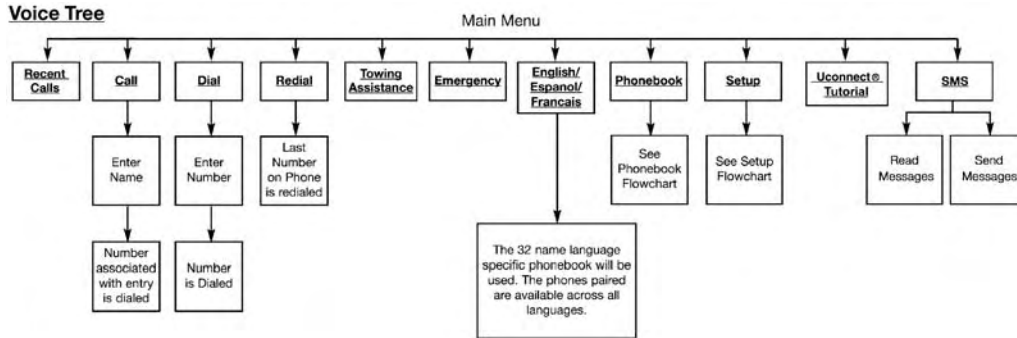 Voice Tree
Main Menu
Recent
Calls
Call
Dial
Redial
Towing
Assistance
Emergency
English/
Espanol/
Francais
Phonebook
Setup
Uconnect®
Tutorial
SMS
Enter
Name
Enter
Number
Last
Number
on Phone
is redialed
See
Phonebook
Flowchart
See Setup
Flowchart
Read
Messages
Send
Messages
Number
associated
with entry
is dialed
Number
is Dialed
The 32 name language
specific phonebook will be
used. The phones paired
are available across all
languages.